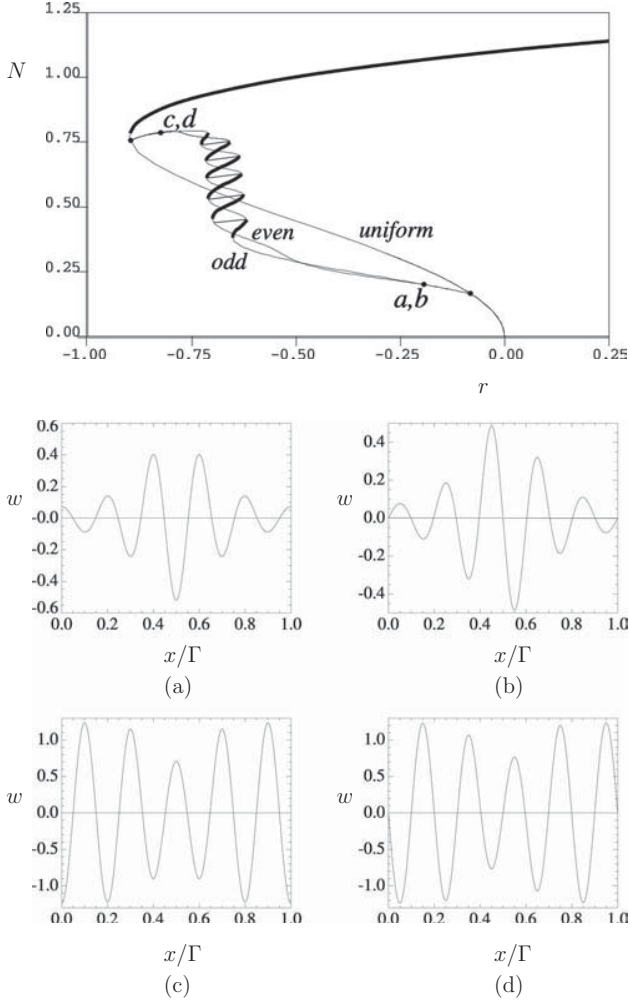 1.25
N
1.00
c,d
0.75
0.50
even
uniform
odd
0.25
a,b
0.00
-1.00 -0.75 -0.50 -0.25 0.00 0.25
r
0.6 0.4
0.4
0.2 0.2
w -0.0 w 0.0
-0.2 -0.2
-0.4 -0.4
-0.6
0.0 0.2 0.4 0.6 0.8 1.0 0.0 0.2 0.4 0.6 0.8 1.0
x/Γ x/Γ
(a) (b)
1.0 1.0
0.5 0.5
w 0.0 w 0.0
-0.5 -0.5
-1.0 -1.0
0.0 0.2 0.4 0.6 0.8 1.0 0.0 0.2 0.4 0.6 0.8 1.0
x/Γ x/Γ
(c) (d)